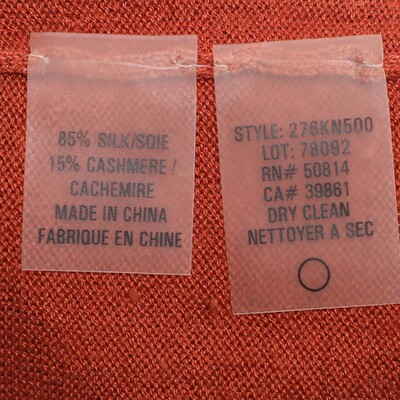 85% SILK/SOIE
15% CASHMERE/
CACHEMIRE
MADE IN CHINA
FABRIQUE EN CHINE
STYLE: 276KN500
LOT: 78092
RN# 50814
CA# 39861
DRY CLEAN
NETTOYER A SEC